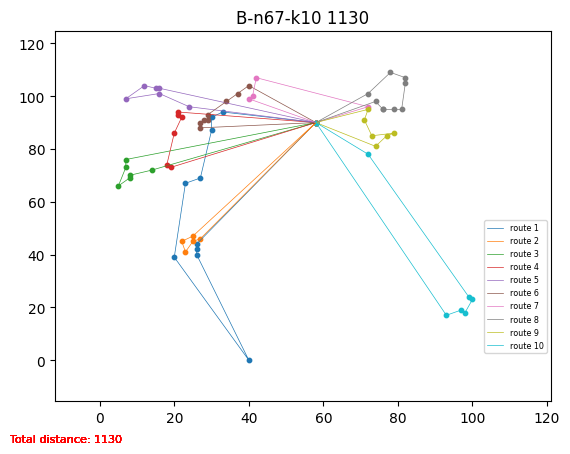 B-n67-k10 1130
120
100
80
60
40
20
0
0 20 40 60 80 100 120
route 1
route 2
route 3
route 4
route 5
route 6
route 7
route 8
route 9
route 10
Total distance: 1130